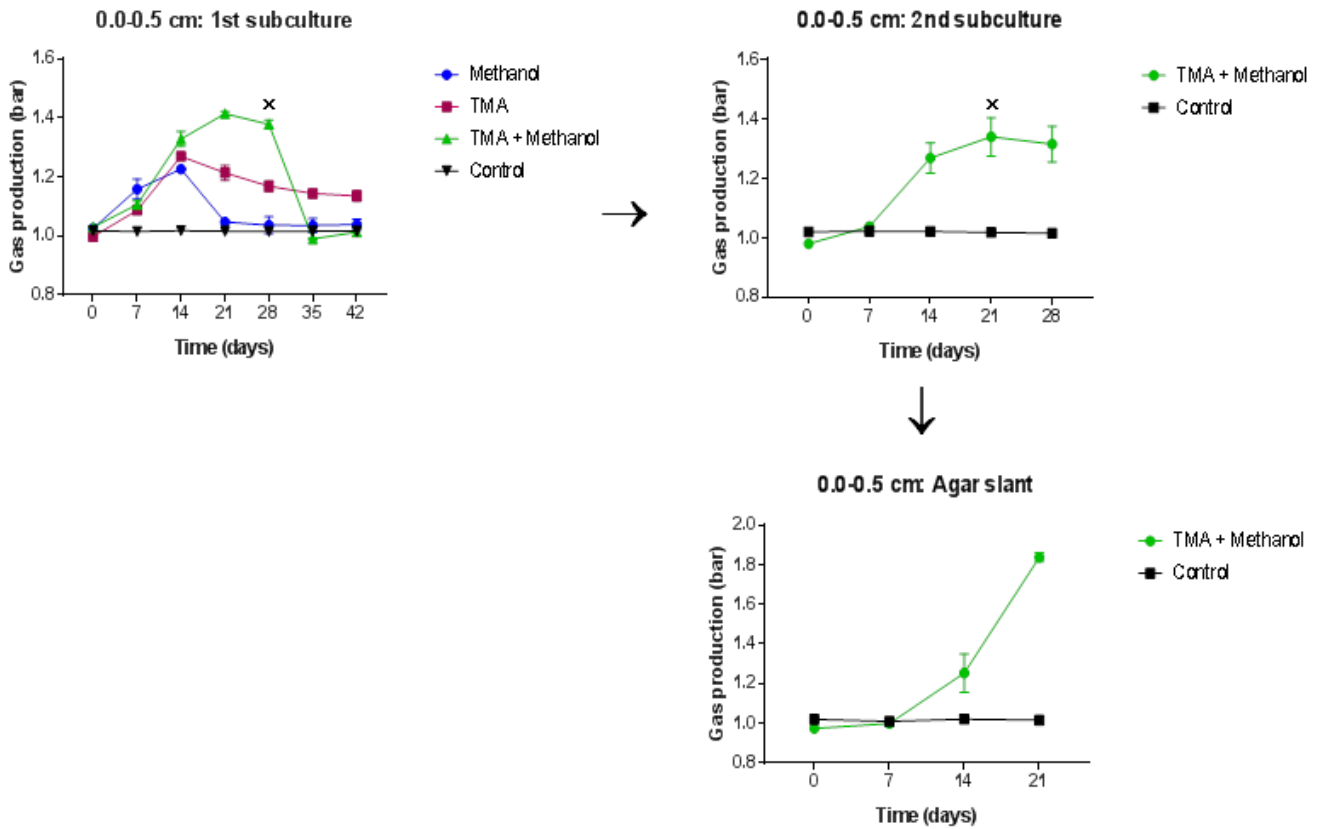 0.0-0.5 cm: 1st subculture
Gas production (bar)
1.6
1.4
1.2
1.0
0.8
×
0 7 14 21 28 35 42
Time (days)
Methanol
TMA
TMA + Methanol
Control
0.0-0.5 cm: 2nd subculture
Gas production (bar)
1.6
1.4
1.2
1.0
0.8
×
0 7 14 21 28
Time (days)
TMA + Methanol
Control
0.0-0.5 cm: Agar slant
Gas production (bar)
2.0
1.8
1.6
1.4
1.2
1.0
0.8
0 7 14 21
Time (days)
TMA + Methanol
Control